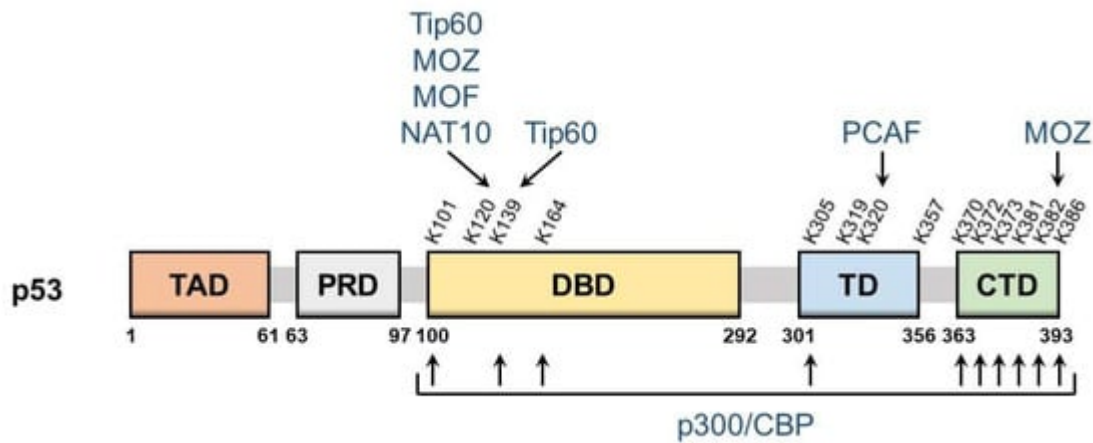 Tip60
MOZ
MOF
NAT10 Tip60 PCAF MOZ
K101 K120 K139 K164 K305 K319 K320 K357 K370 K372 K373 K381 K382 K386
p53 TAD PRD DBD TD CTD
1 61 63 97 100 292 301 356 363 393
p300/CBP